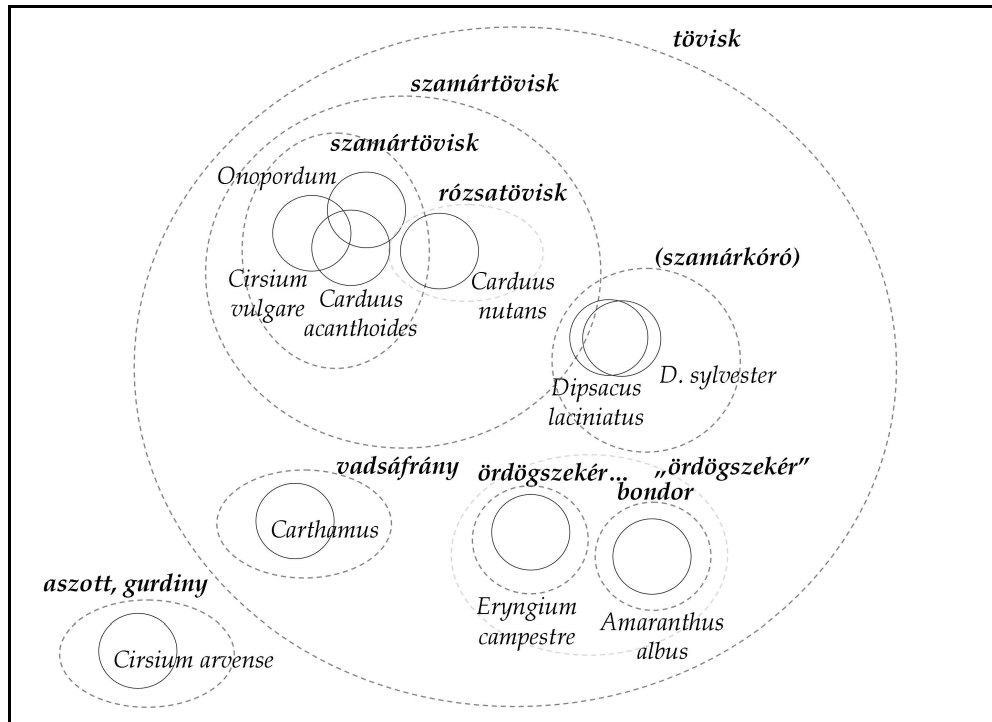 tövisk
szamártövisk
szamártövisk
Onopordum
rózsatövisk
(szamárkóró)
Cirsium
vulgare
Carduus
acanthoides
Carduus
nutans
D. sylvester
Dipsacus
laciniatus
vadsáfrány
ördögszekér...
„ördögszekér”
bondor
Carthamus
aszott, gurdiny
Eryngium
campestre
Amaranthus
albus
Cirsium arvense